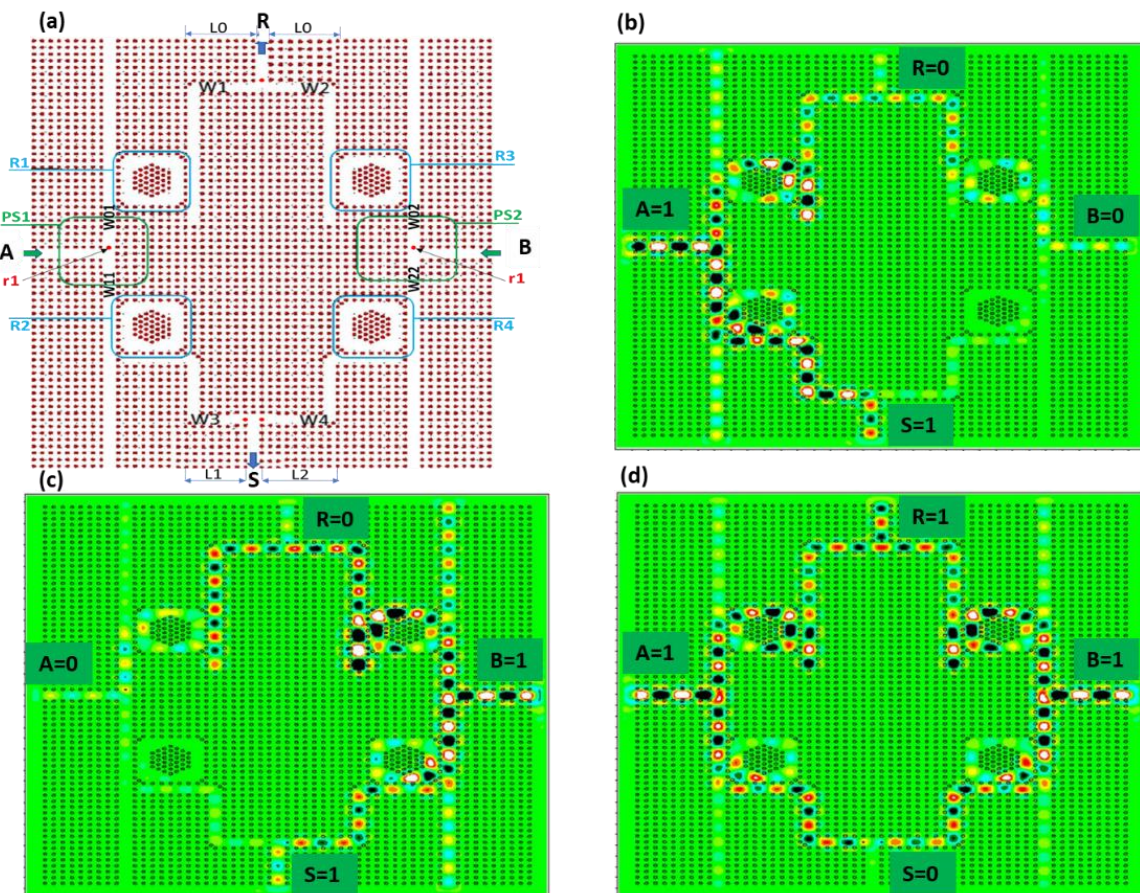 (a)
L0 R L0
W1 W2
R1 R3
W01 W02
PS1 PS2
A B
r1 r1
W11 W22
R2 R4
W3 W4
L1 S L2
(b)
R=0
A=1 B=0
S=1
(c)
R=0
A=0 B=1
S=1
(d)
R=1
A=1 B=1
S=0